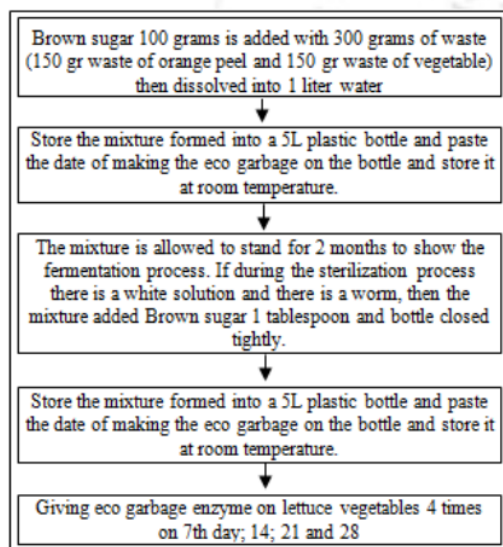 Brown sugar 100 grams is added with 300 grams of waste
(150 gr waste of orange peel and 150 gr waste of vegetable)
then dissolved into 1 liter water
Store the mixture formed into a 5L plastic bottle and paste
the date of making the eco garbage on the bottle and store it
at room temperature.
The mixture is allowed to stand for 2 months to show the
fermentation process. If during the sterilization process
there is a white solution and there is a worm, then the
mixture added Brown sugar 1 tablespoon and bottle closed
tightly.
Store the mixture formed into a 5L plastic bottle and paste
the date of making the eco garbage on the bottle and store it
at room temperature.
Giving eco garbage enzyme on lettuce vegetables 4 times
on 7th day; 14; 21 and 28